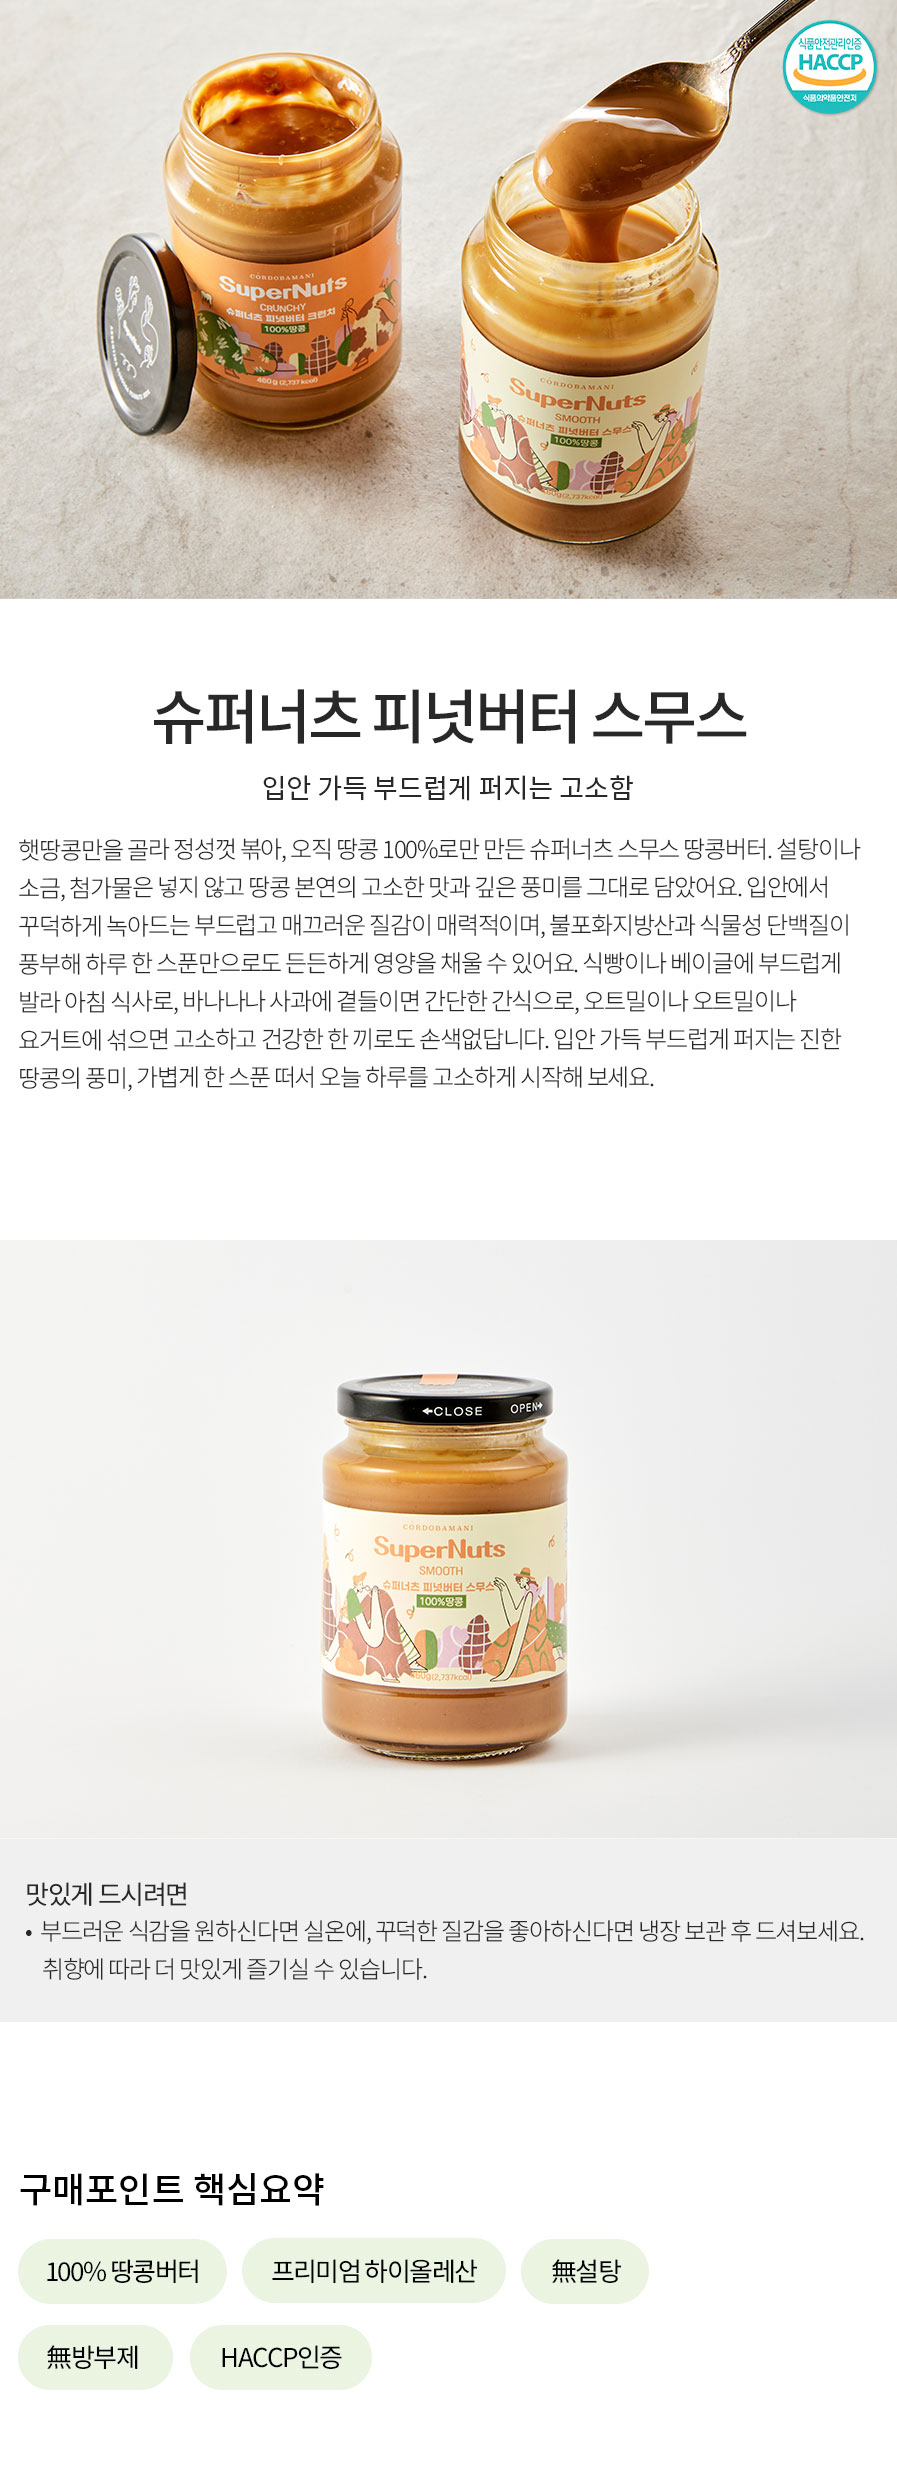 식품안전관리인증
HACCP
식품의약품안전처
CORDOBAMANI
SuperNuts
CRUNCHY
슈퍼너츠 피넛버터 크런치
100%땅콩
460g (2,737 kcal)
CORDOBAMANI
SuperNuts
SMOOTH
슈퍼너츠 피넛버터 스무스
100%땅콩
460g(2,737kcal)
슈퍼너츠 피넛버터 스무스
입안 가득 부드럽게 퍼지는 고소함
햇땅콩만을 골라 정성껏 볶아, 오직 땅콩 100%로만 만든 슈퍼너츠 스무스 땅콩버터. 설탕이나
소금, 첨가물은 넣지 않고 땅콩 본연의 고소한 맛과 깊은 풍미를 그대로 담았어요. 입안에서
꾸덕하게 녹아드는 부드럽고 매끄러운 질감이 매력적이며, 불포화지방산과 식물성 단백질이
풍부해 하루 한 스푼만으로도 든든하게 영양을 채울 수 있어요. 식빵이나 베이글에 부드럽게
발라 아침 식사로, 바나나나 사과에 곁들이면 간단한 간식으로, 오트밀이나 오트밀이나
요거트에 섞으면 고소하고 건강한 한 끼로도 손색없답니다. 입안 가득 부드럽게 퍼지는 진한
땅콩의 풍미, 가볍게 한 스푼 떠서 오늘 하루를 고소하게 시작해 보세요.
←CLOSE OPEN→
CORDOBAMANI
SuperNuts
SMOOTH
슈퍼너츠 피넛버터 스무스
100%땅콩
460g(2,737kcal)
맛있게 드시려면
• 부드러운 식감을 원하신다면 실온에, 꾸덕한 질감을 좋아하신다면 냉장 보관 후 드셔보세요.
취향에 따라 더 맛있게 즐기실 수 있습니다.
구매포인트 핵심요약
100% 땅콩버터 프리미엄 하이올레산 無설탕
無방부제 HACCP인증